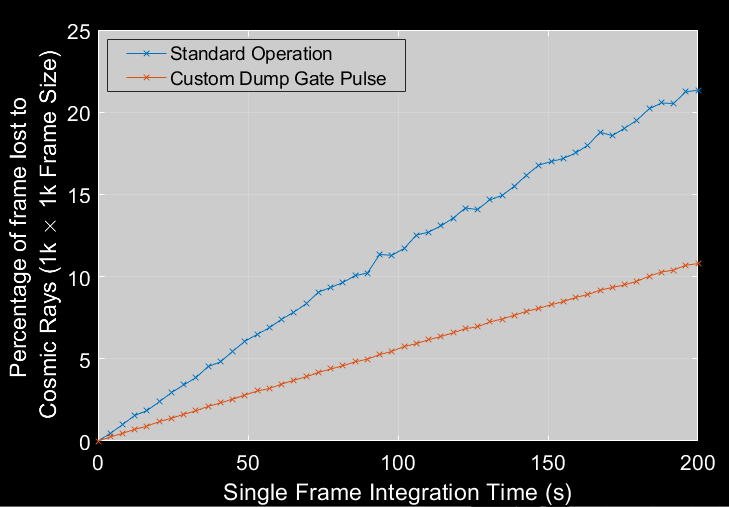 25
20
15
10
5
0
Percentage of frame lost to
Cosmic Rays (1k × 1k Frame Size)
Standard Operation
Custom Dump Gate Pulse
0 50 100 150 200
Single Frame Integration Time (s)